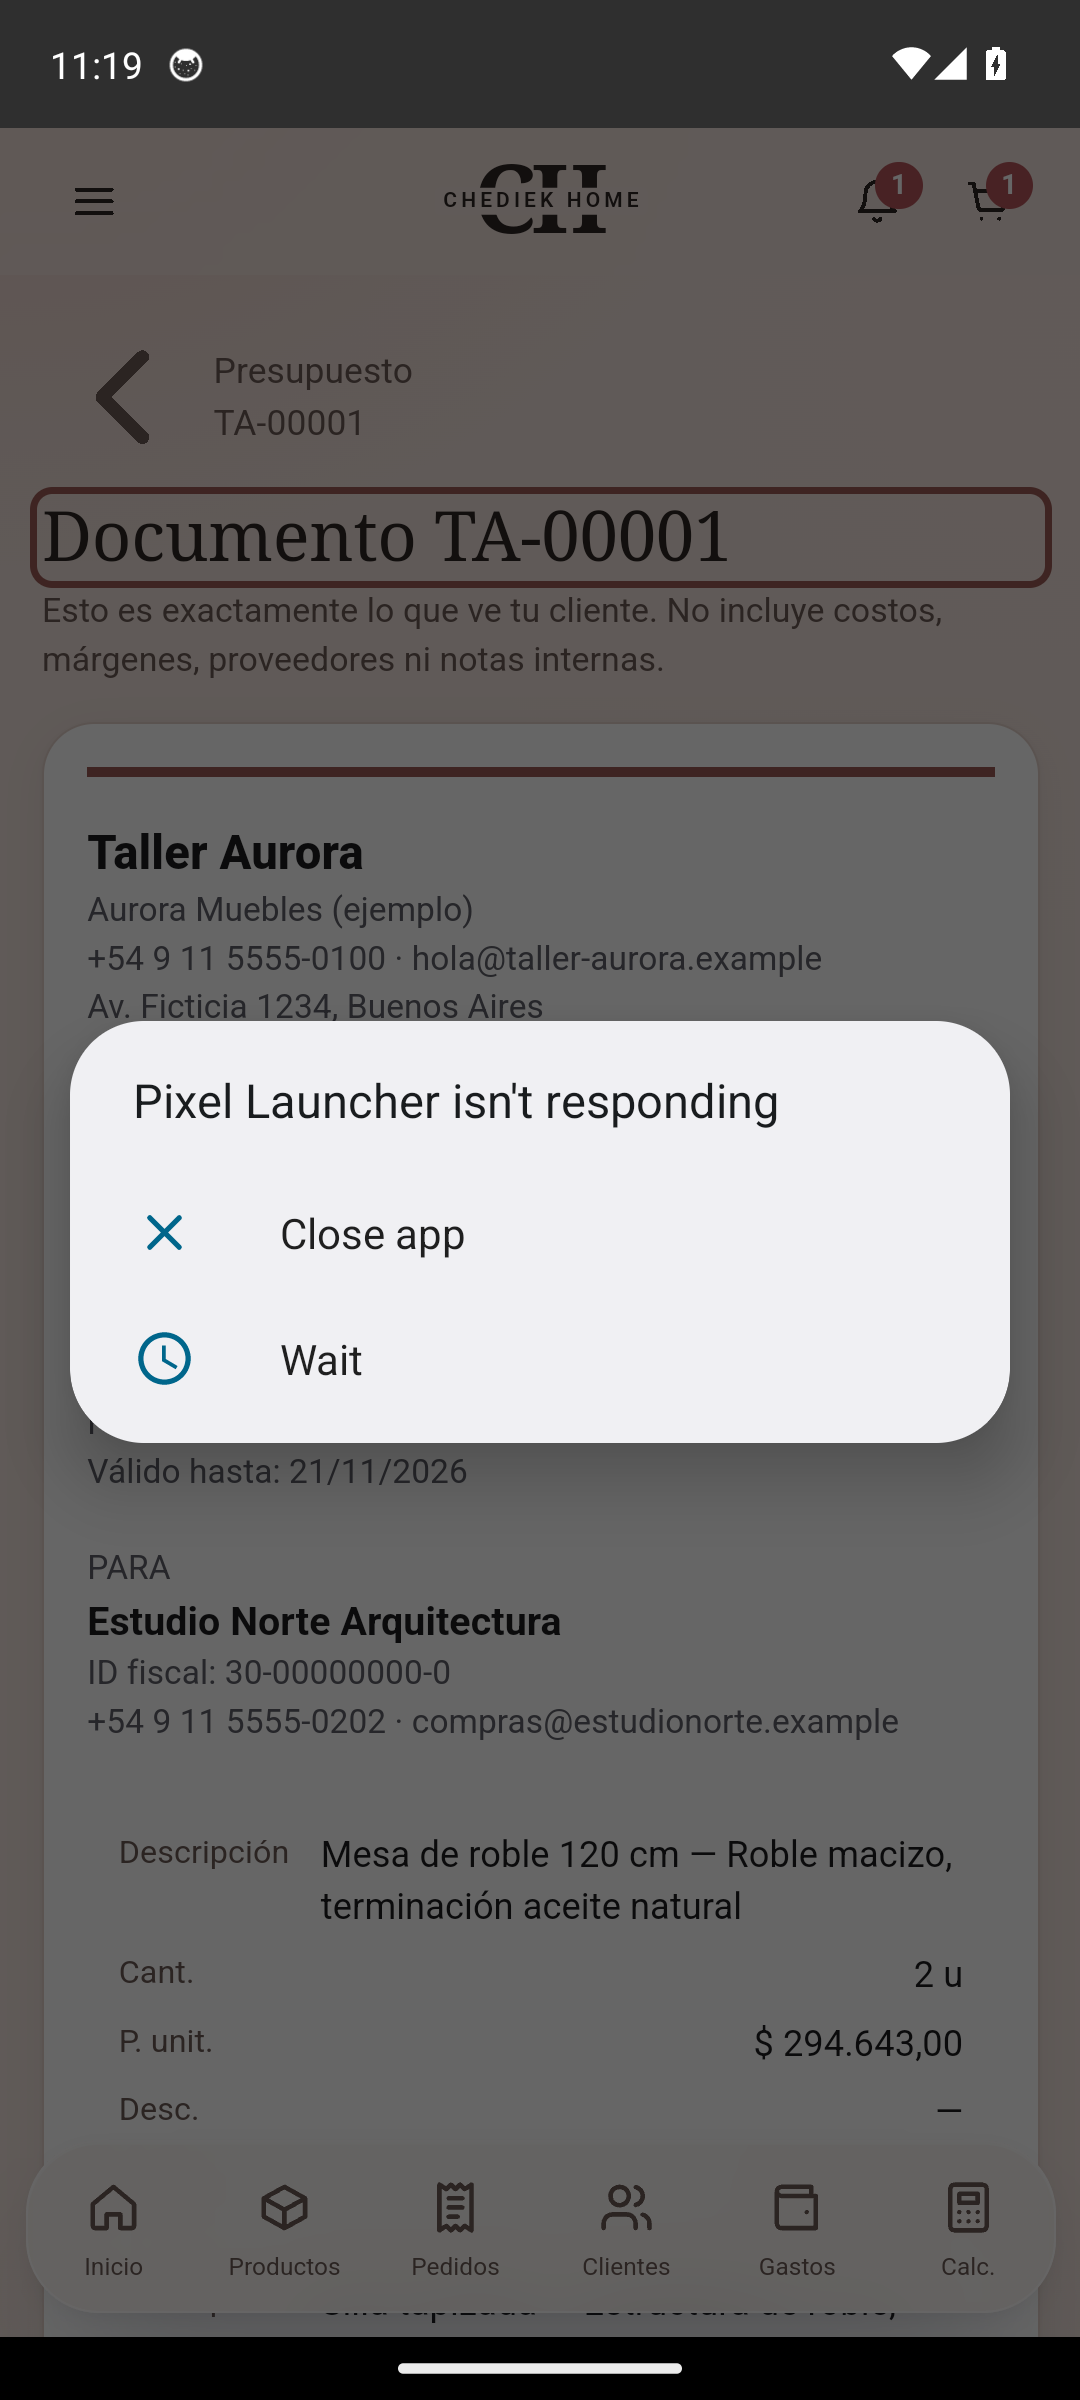 11:19
CH
CHEDIEK HOME
1
1
Presupuesto
TA-00001
Documento TA-00001
Esto es exactamente lo que ve tu cliente. No incluye costos,
márgenes, proveedores ni notas internas.
Taller Aurora
Aurora Muebles (ejemplo)
+54 9 11 5555-0100 · hola@taller-aurora.example
Av. Ficticia 1234, Buenos Aires
Pixel Launcher isn't responding
Close app
Wait
Válido hasta: 21/11/2026
PARA
Estudio Norte Arquitectura
ID fiscal: 30-00000000-0
+54 9 11 5555-0202 · compras@estudionorte.example
Descripción Mesa de roble 120 cm — Roble macizo,
terminación aceite natural
Cant. 2 u
P. unit. $ 294.643,00
Desc. —
Inicio Productos Pedidos Clientes Gastos Calc.